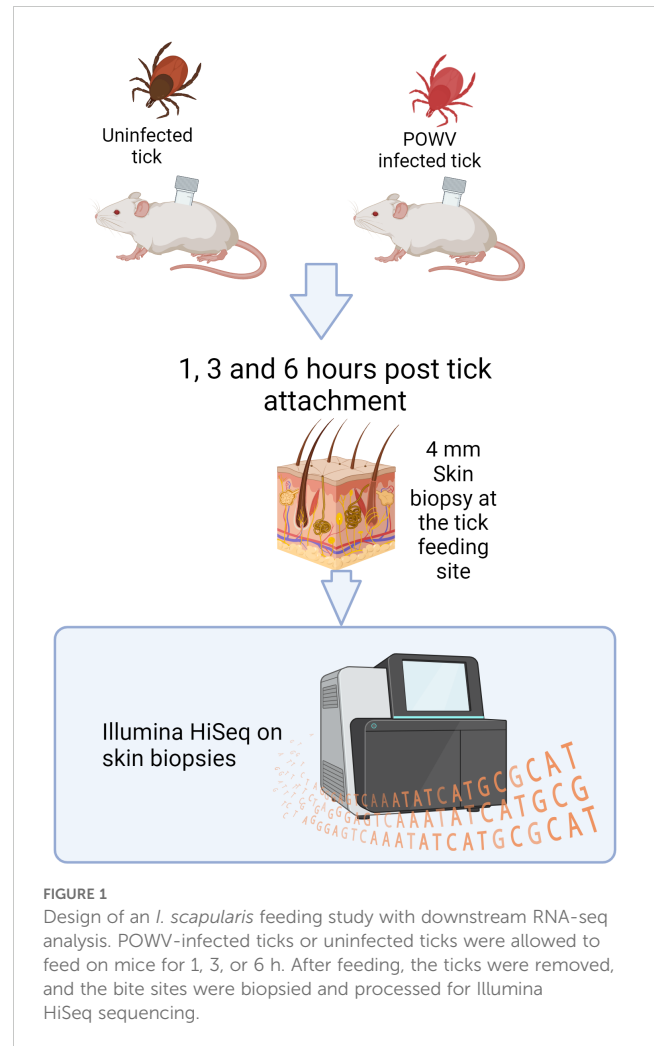 Uninfected
tick
POWV
infected tick
1, 3 and 6 hours post tick
attachment
4 mm
Skin
biopsy at
the tick
feeding
site
Illumina HiSeq on
skin biopsies
GTCAAATATCATGCGCAT
AGGGAGTCAAATATCATGCG
AGGGAGTCAAATATCATGCGCAT
FIGURE 1
Design of an I. scapularis feeding study with downstream RNA-seq
analysis. POWV-infected ticks or uninfected ticks were allowed to
feed on mice for 1, 3, or 6 h. After feeding, the ticks were removed,
and the bite sites were biopsied and processed for Illumina
HiSeq sequencing.